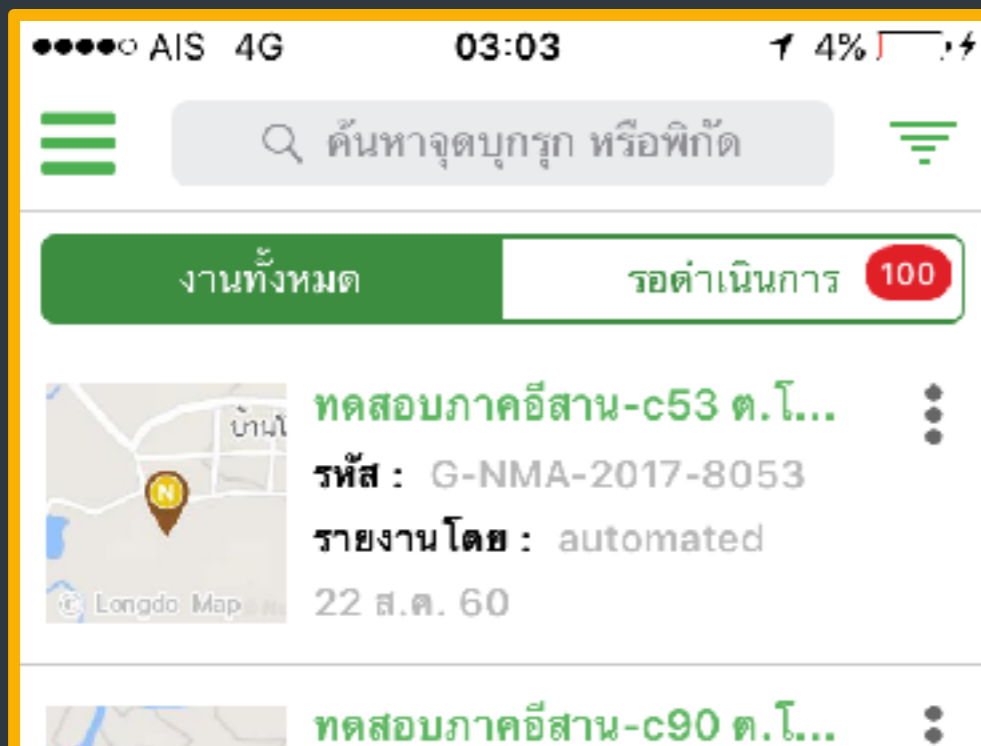 AIS 4G 03:03 4%
ค้นหาจุดบุกรุก หรือพิกัด
งานทั้งหมด รอดำเนินการ 100
บ้านโ
N
© Longdo Map
ทดสอบภาคอีสาน-c53 ต.โ...
รหัส : G-NMA-2017-8053
รายงานโดย : automated
22 ส.ค. 60
ทดสอบภาคอีสาน-c90 ต.โ...